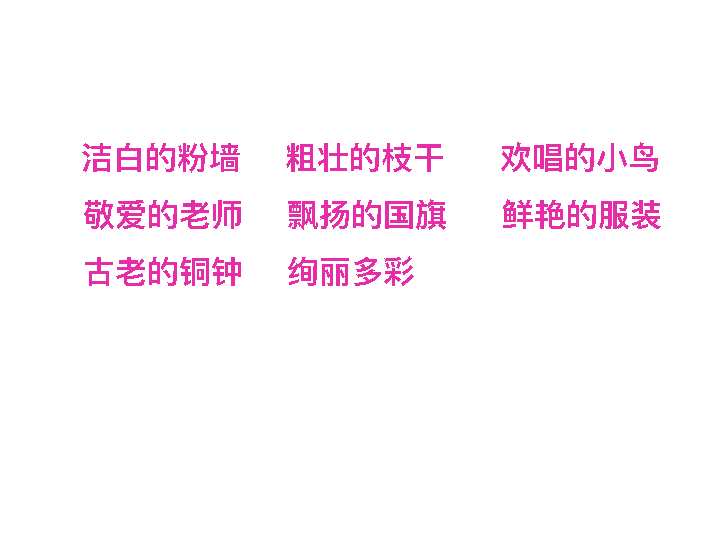 洁白的粉墙 粗壮的枝干 欢唱的小鸟
敬爱的老师 飘扬的国旗 鲜艳的服装
古老的铜钟 绚丽多彩